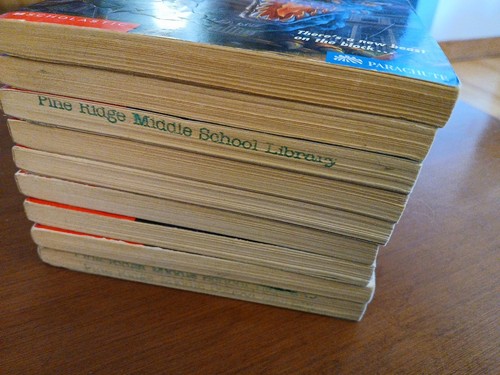 SCHOLASTIC
There's a new beast
on the block...
PARACHUTE
Pine Ridge Middle School Library